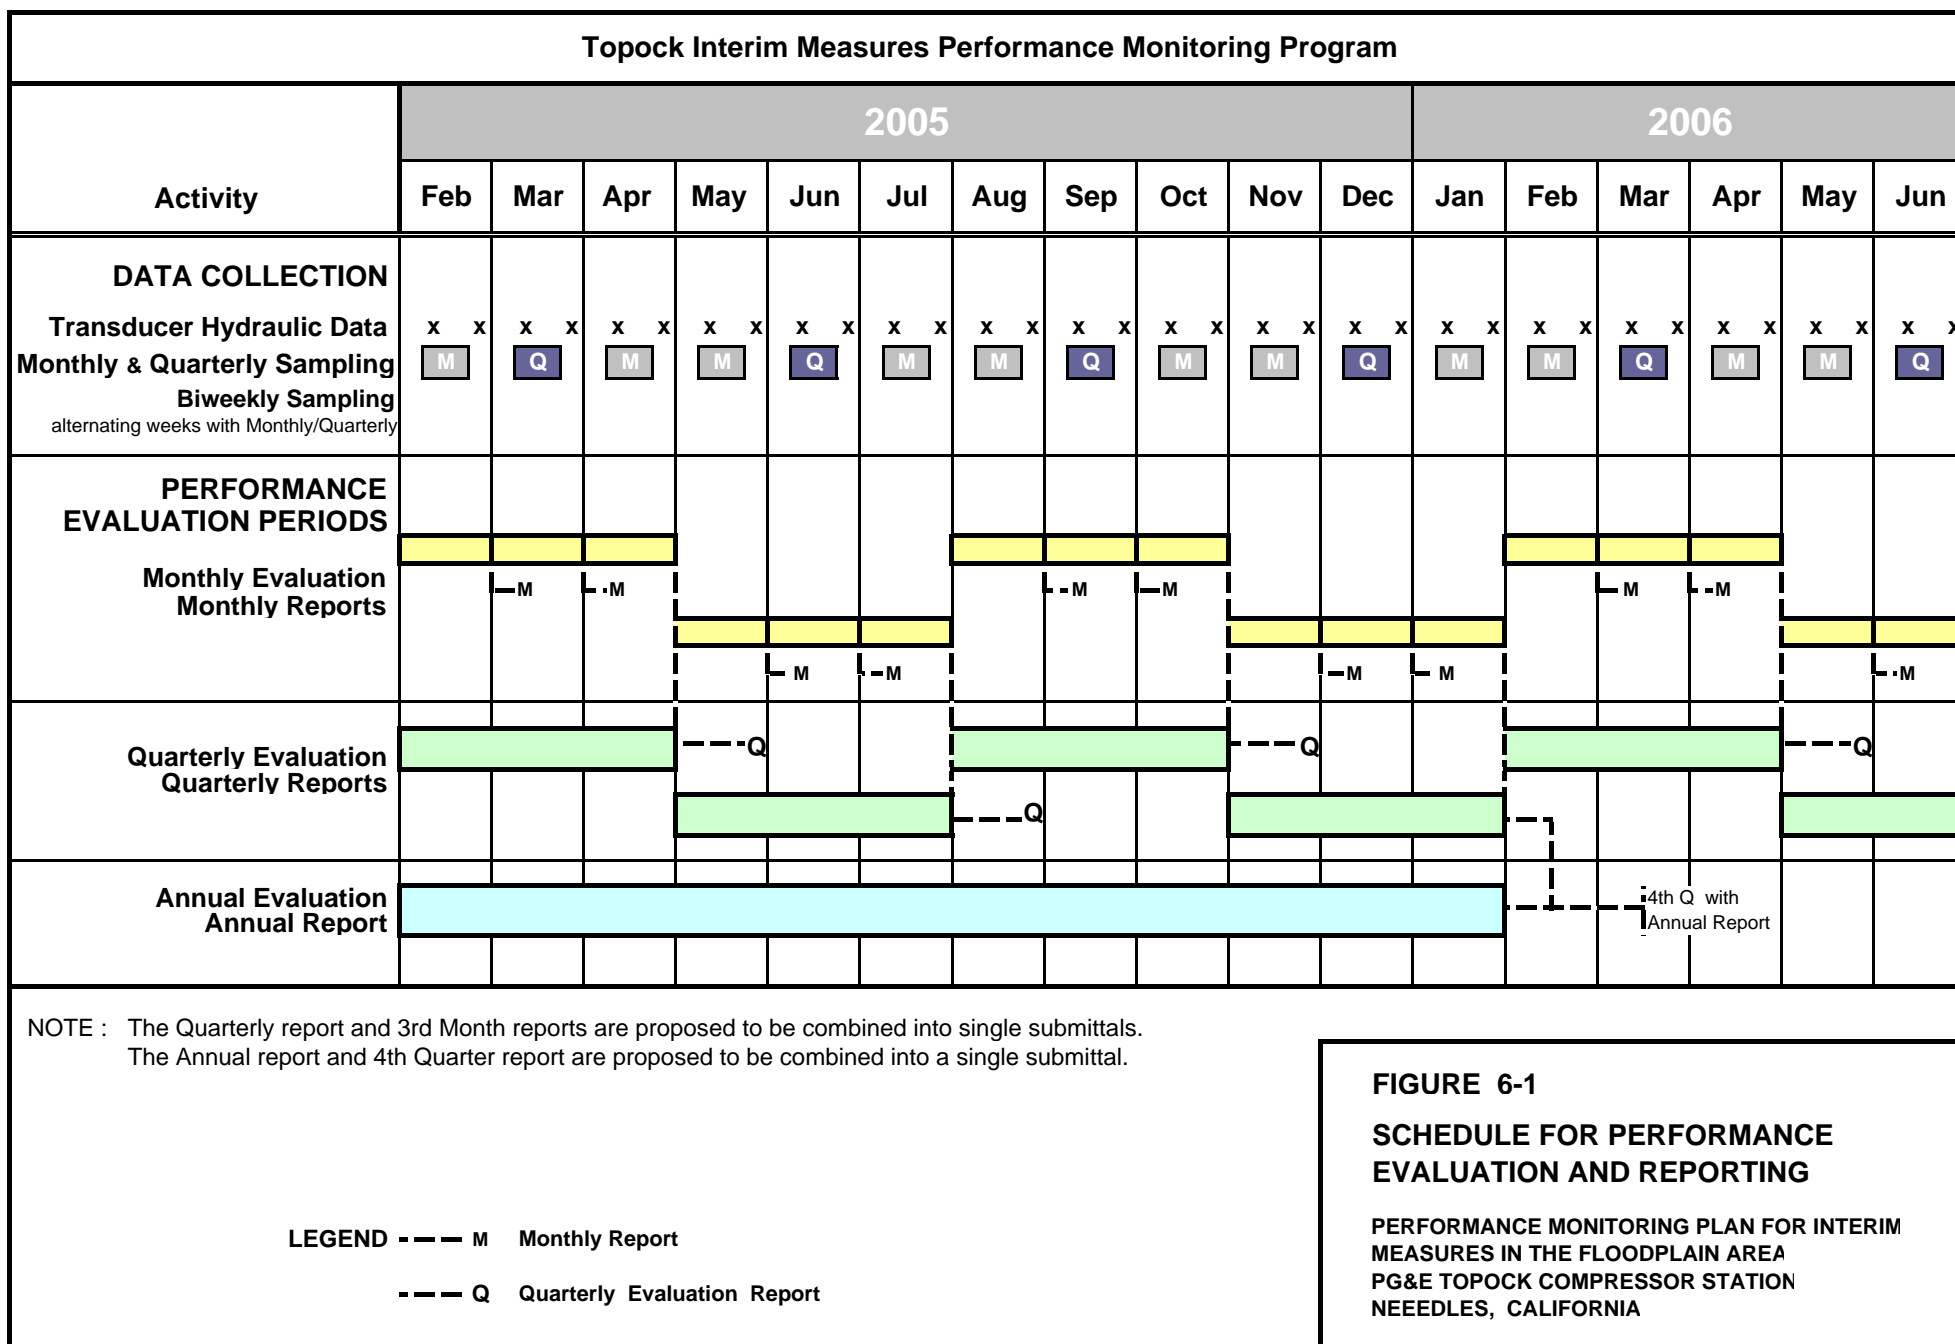 Topock Interim Measures Performance Monitoring Program
2005 2006
Activity Feb Mar Apr May Jun Jul Aug Sep Oct Nov Dec Jan Feb Mar Apr May Jun
DATA COLLECTION
Transducer Hydraulic Data x x x x x x x x x x x x x x x x x x x x x x x x x x x x x x x x x x
Monthly & Quarterly Sampling M Q M M Q M M Q M M Q M M Q M M Q
Biweekly Sampling
alternating weeks with Monthly/Quarterly
PERFORMANCE
EVALUATION PERIODS
Monthly Evaluation
Monthly Reports
M M M M M M
M M M M M
Quarterly Evaluation
Quarterly Reports
Q Q Q
Q
Annual Evaluation
Annual Report
4th Q with
Annual Report
NOTE : The Quarterly report and 3rd Month reports are proposed to be combined into single submittals.
The Annual report and 4th Quarter report are proposed to be combined into a single submittal.
LEGEND M Monthly Report
Q Quarterly Evaluation Report
FIGURE 6-1
SCHEDULE FOR PERFORMANCE
EVALUATION AND REPORTING
PERFORMANCE MONITORING PLAN FOR INTERIM
MEASURES IN THE FLOODPLAIN AREA
PG&E TOPOCK COMPRESSOR STATION
NEEEDLES, CALIFORNIA